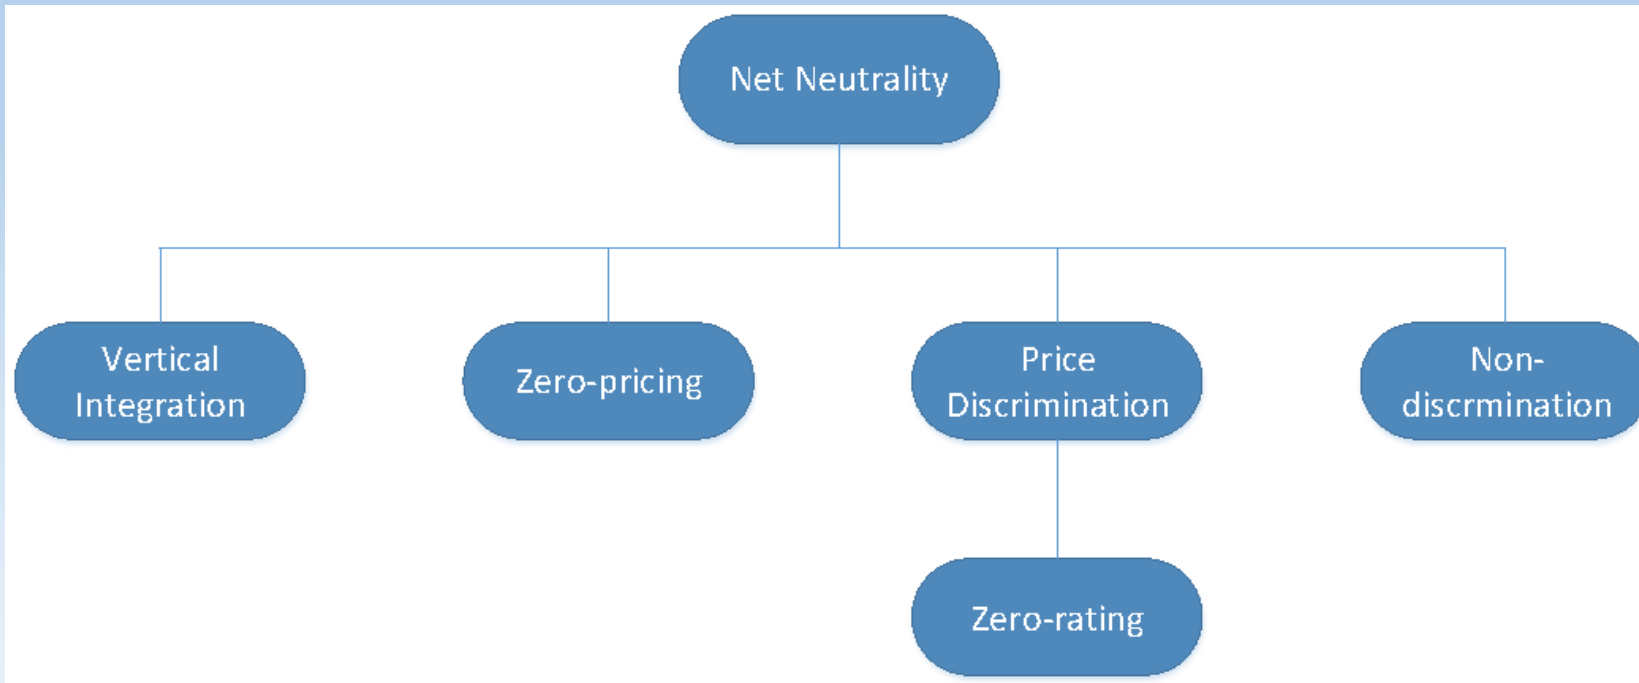 Net Neutrality
Vertical
Integration
Zero-pricing
Price
Discrimination
Non-
discrmination
Zero-rating